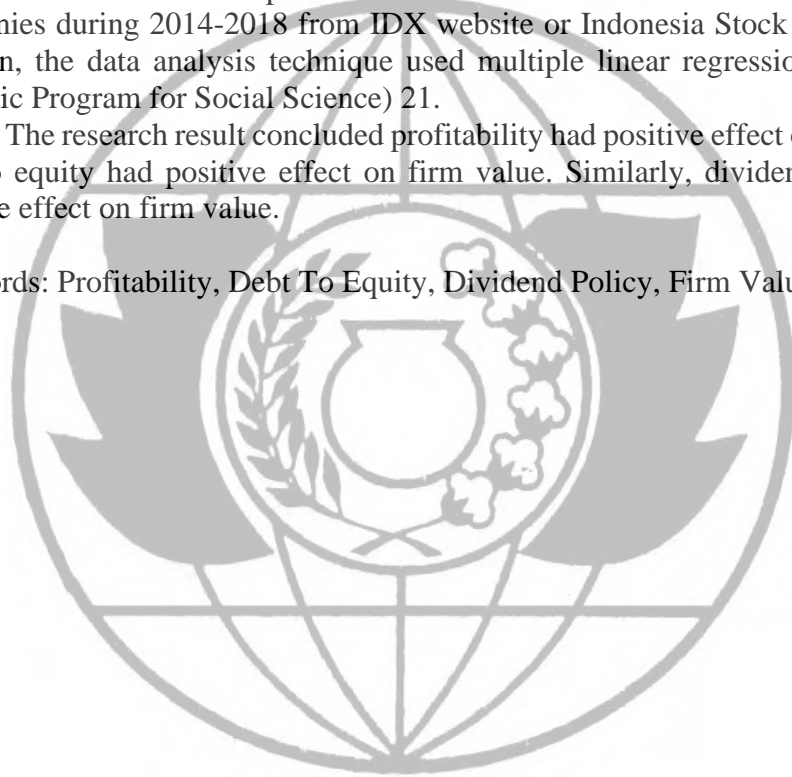 nies during 2014-2018 from IDX website or Indonesia Stock
n, the data analysis technique used multiple linear regressio
ic Program for Social Science) 21.
The research result concluded profitability had positive effect
equity had positive effect on firm value. Similarly, dividen
e effect on firm value.
rds: Profitability, Debt To Equity, Dividend Policy, Firm Valu